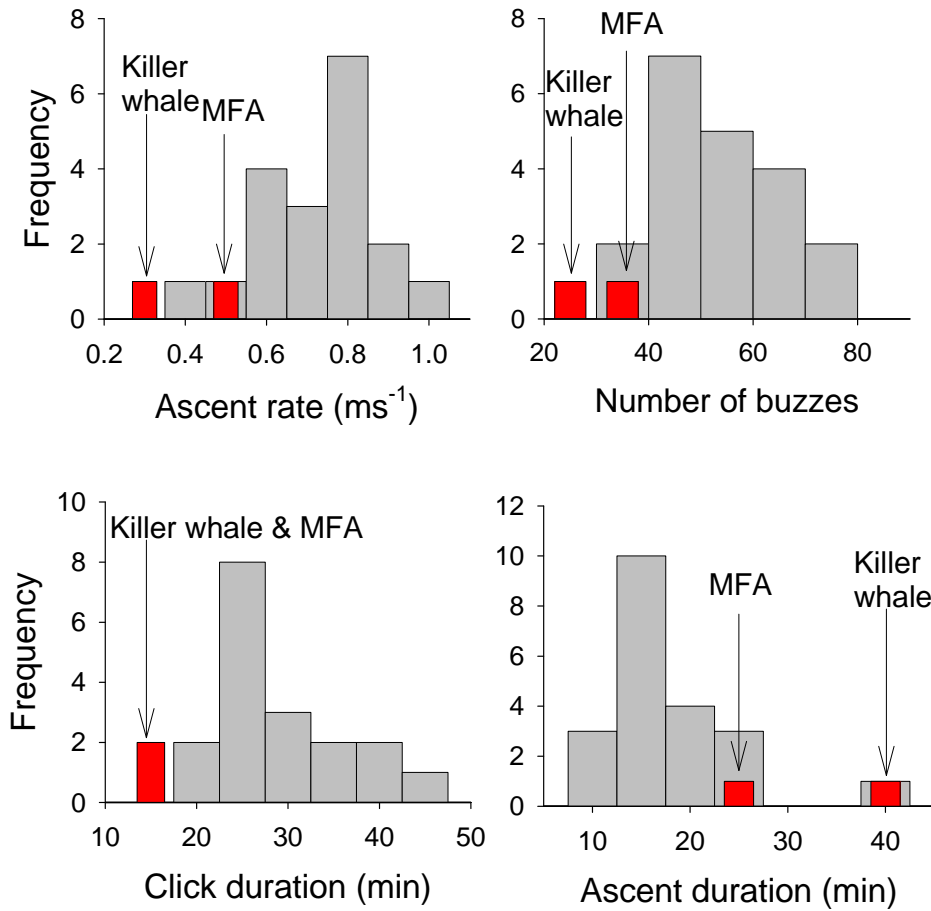 Frequency
8
6
4
2
0
Killer
whale
MFA
0.2 0.4 0.6 0.8 1.0
Ascent rate (ms⁻¹)
8
6
4
2
0
MFA
Killer
whale
20 40 60 80
Number of buzzes
Frequency
10
8
6
4
2
0
Killer whale & MFA
10 20 30 40 50
Click duration (min)
12
10
8
6
4
2
0
MFA
Killer
whale
10 20 30 40
Ascent duration (min)